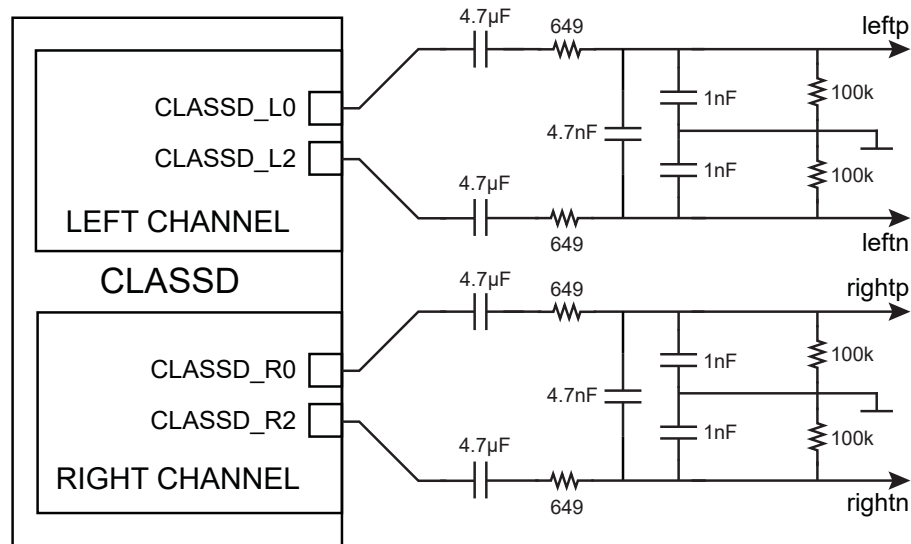 4.7µF
649
leftp
CLASSD_L0
1nF
100k
4.7nF
CLASSD_L2
4.7µF
1nF
100k
LEFT CHANNEL
649
leftn
CLASSD
4.7µF
649
rightp
CLASSD_R0
1nF
100k
4.7nF
CLASSD_R2
4.7µF
1nF
100k
RIGHT CHANNEL
649
rightn